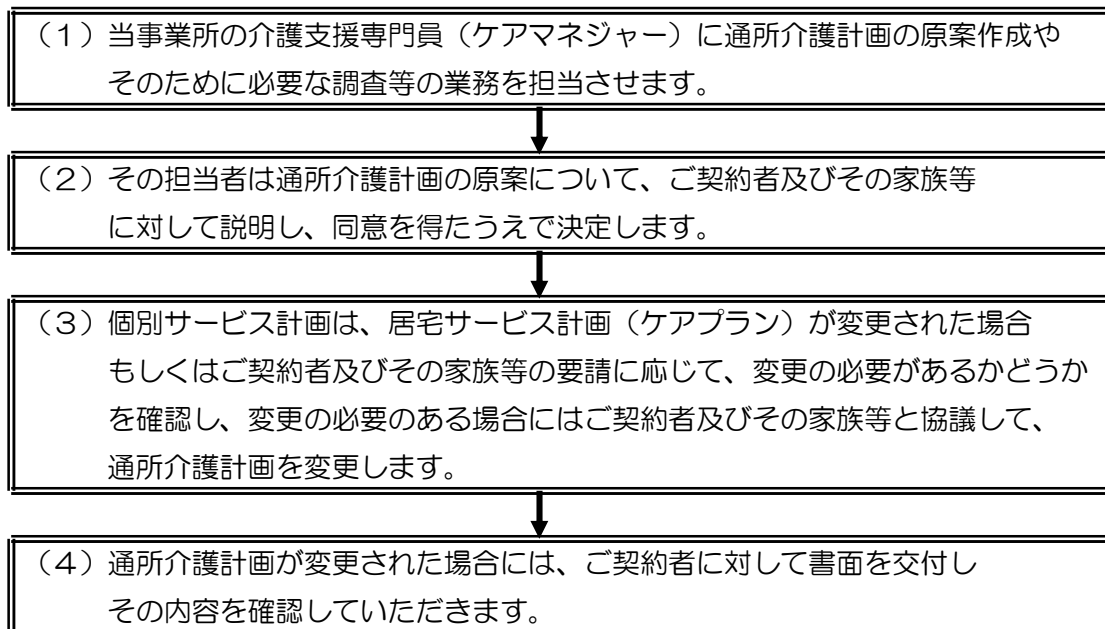 （１）当事業所の介護支援専門員（ケアマネジャー）に通所介護計画の原案作成や
そのために必要な調査等の業務を担当させます。
（２）その担当者は通所介護計画の原案について、ご契約者及びその家族等
に対して説明し、同意を得たうえで決定します。
（３）個別サービス計画は、居宅サービス計画（ケアプラン）が変更された場合
もしくはご契約者及びその家族等の要請に応じて、変更の必要があるかどうか
を確認し、変更の必要のある場合にはご契約者及びその家族等と協議して、
通所介護計画を変更します。
（４）通所介護計画が変更された場合には、ご契約者に対して書面を交付し
その内容を確認していただきます。